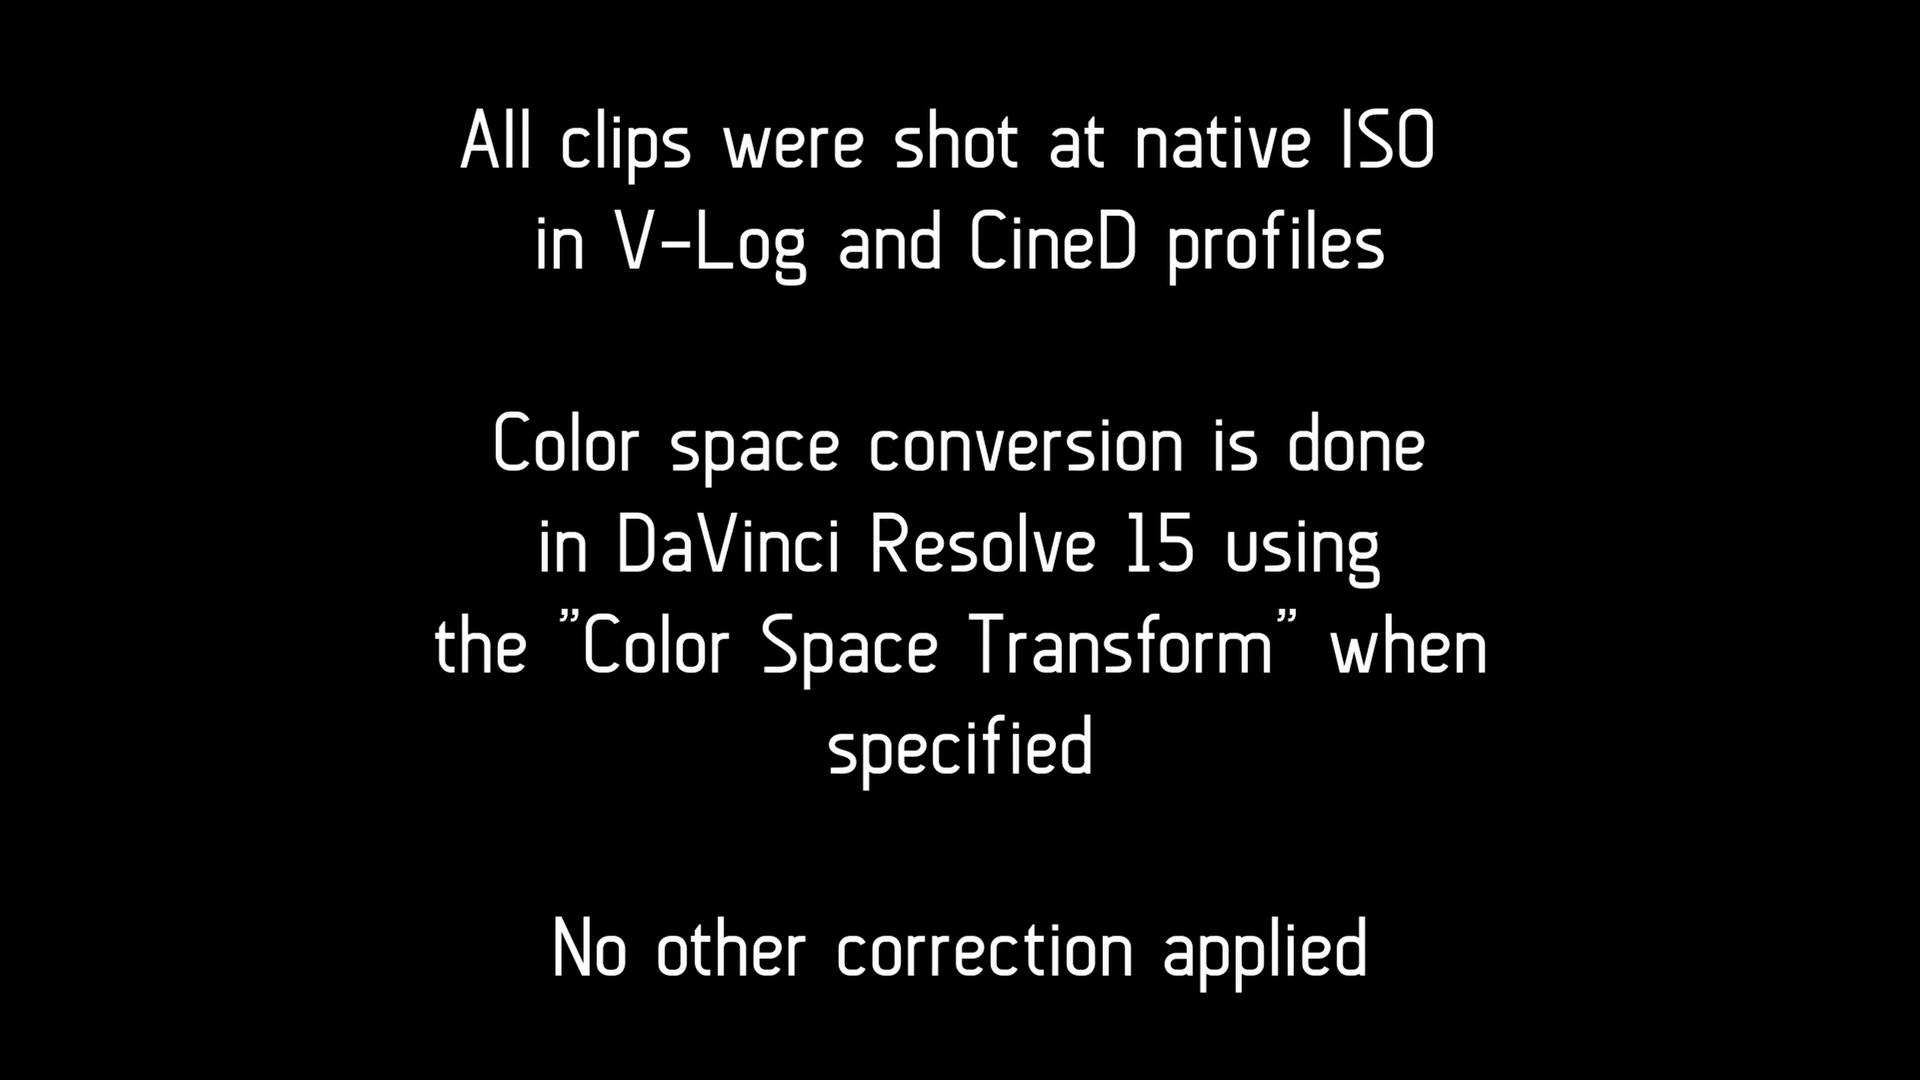 All clips were shot at native ISO
in V-Log and CineD profiles
Color space conversion is done
in DaVinci Resolve 15 using
the ”Color Space Transform” when
specified
No other correction applied